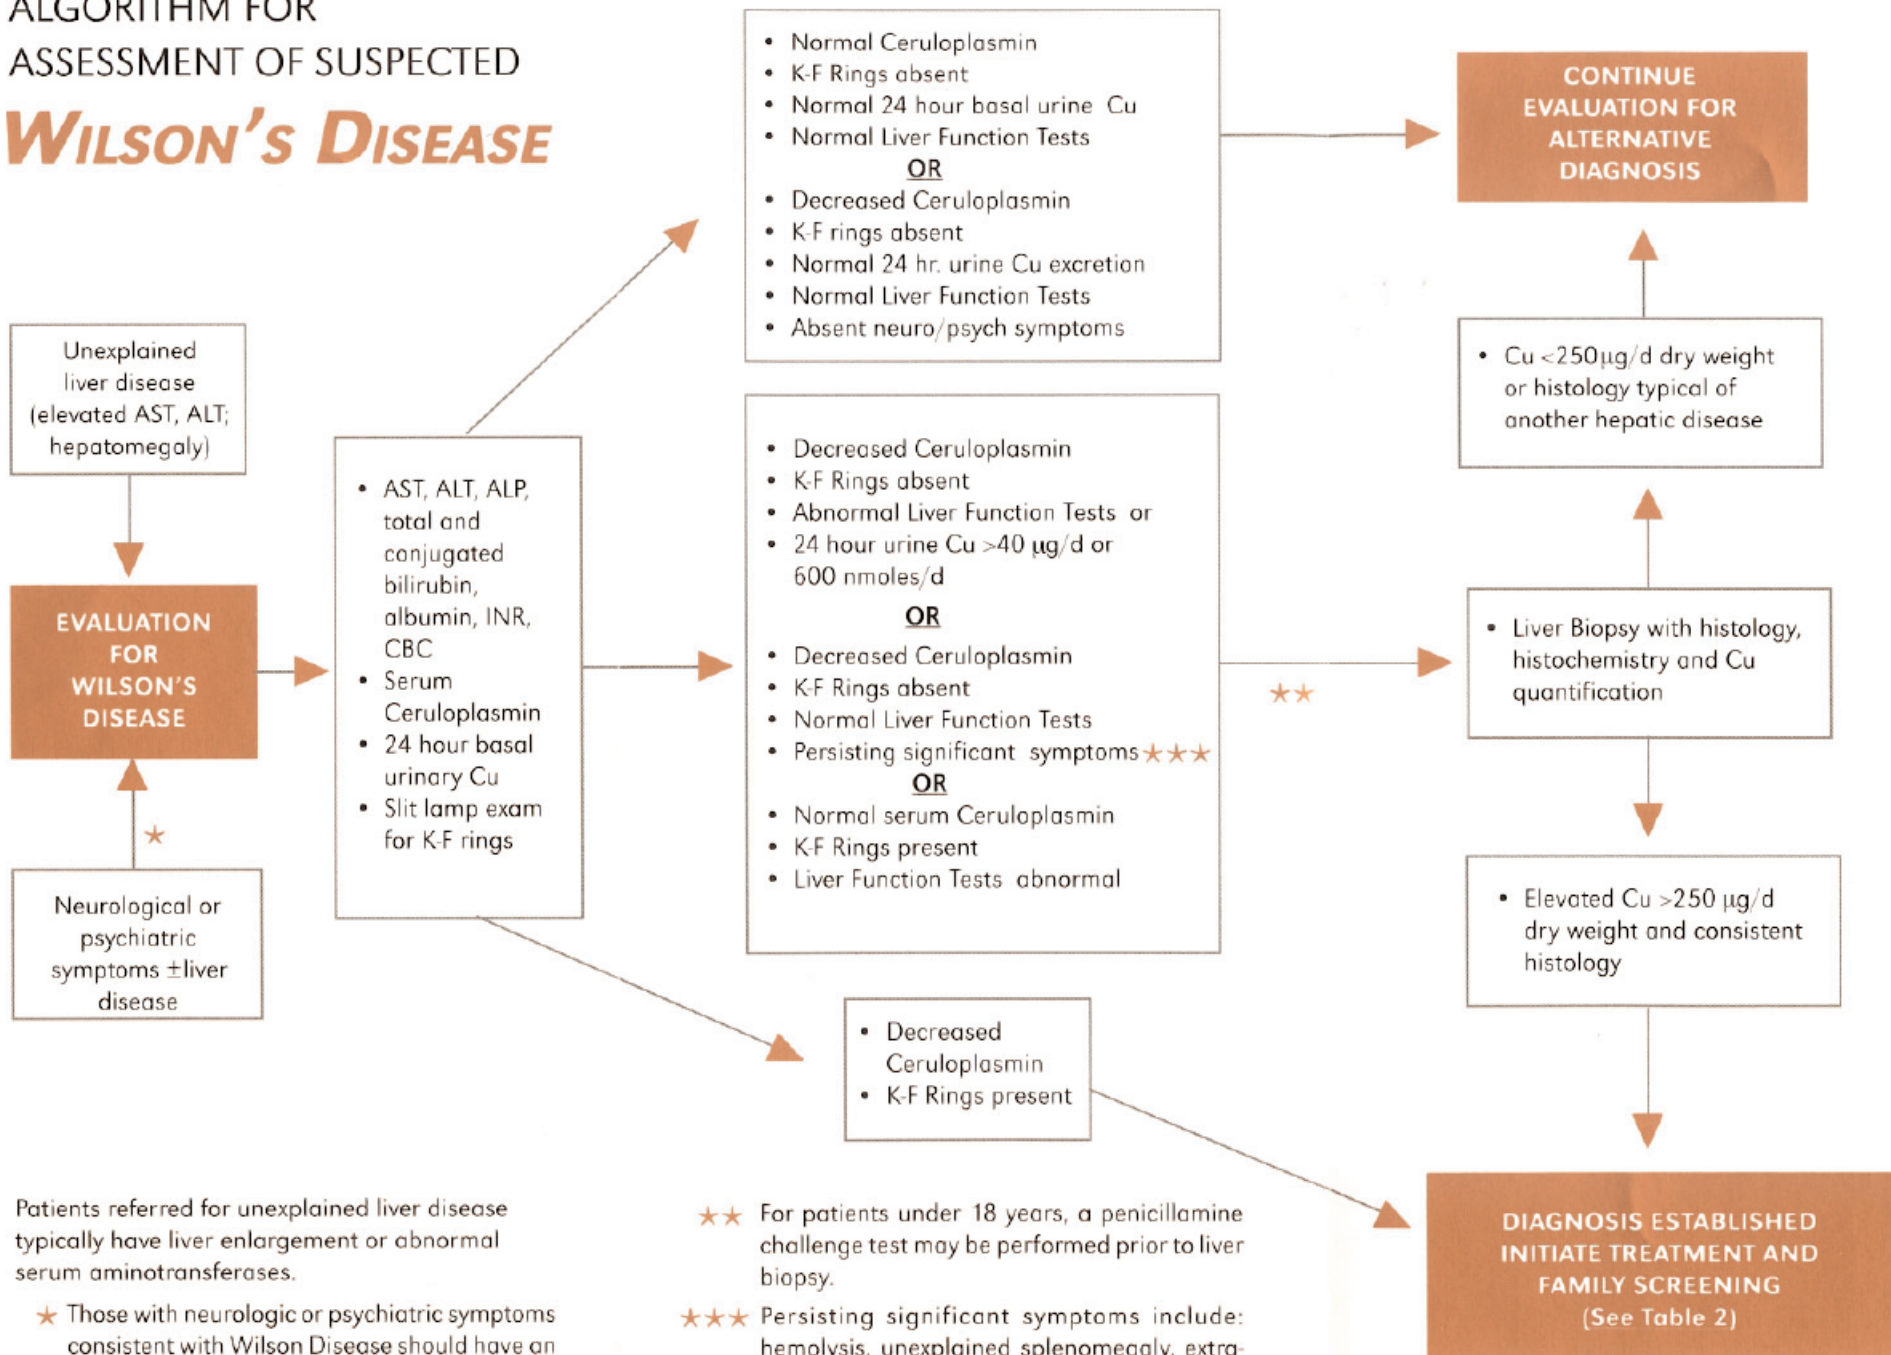 ALGORITHM FOR
ASSESSMENT OF SUSPECTED
WILSON'S DISEASE
Unexplained
liver disease
(elevated AST, ALT;
hepatomegaly)
EVALUATION
FOR
WILSON'S
DISEASE
★
Neurological or
psychiatric
symptoms ±liver
disease
• AST, ALT, ALP,
total and
conjugated
bilirubin,
albumin, INR,
CBC
• Serum
Ceruloplasmin
• 24 hour basal
urinary Cu
• Slit lamp exam
for K-F rings
• Normal Ceruloplasmin
• K-F Rings absent
• Normal 24 hour basal urine Cu
• Normal Liver Function Tests
OR
• Decreased Ceruloplasmin
• K-F rings absent
• Normal 24 hr. urine Cu excretion
• Normal Liver Function Tests
• Absent neuro/psych symptoms
• Decreased Ceruloplasmin
• K-F Rings absent
• Abnormal Liver Function Tests or
• 24 hour urine Cu >40 µg/d or
600 nmoles/d
OR
• Decreased Ceruloplasmin
• K-F Rings absent
• Normal Liver Function Tests
• Persisting significant symptoms ★★★
OR
• Normal serum Ceruloplasmin
• K-F Rings present
• Liver Function Tests abnormal
• Decreased
Ceruloplasmin
• K-F Rings present
★★
CONTINUE
EVALUATION FOR
ALTERNATIVE
DIAGNOSIS
• Cu <250µg/d dry weight
or histology typical of
another hepatic disease
• Liver Biopsy with histology,
histochemistry and Cu
quantification
• Elevated Cu >250 µg/d
dry weight and consistent
histology
DIAGNOSIS ESTABLISHED
INITIATE TREATMENT AND
FAMILY SCREENING
(See Table 2)
Patients referred for unexplained liver disease
typically have liver enlargement or abnormal
serum aminotransferases.
★ Those with neurologic or psychiatric symptoms
consistent with Wilson Disease should have an
★★ For patients under 18 years, a penicillamine
challenge test may be performed prior to liver
biopsy.
★★★ Persisting significant symptoms include:
hemolysis, unexplained splenomegaly, extra-